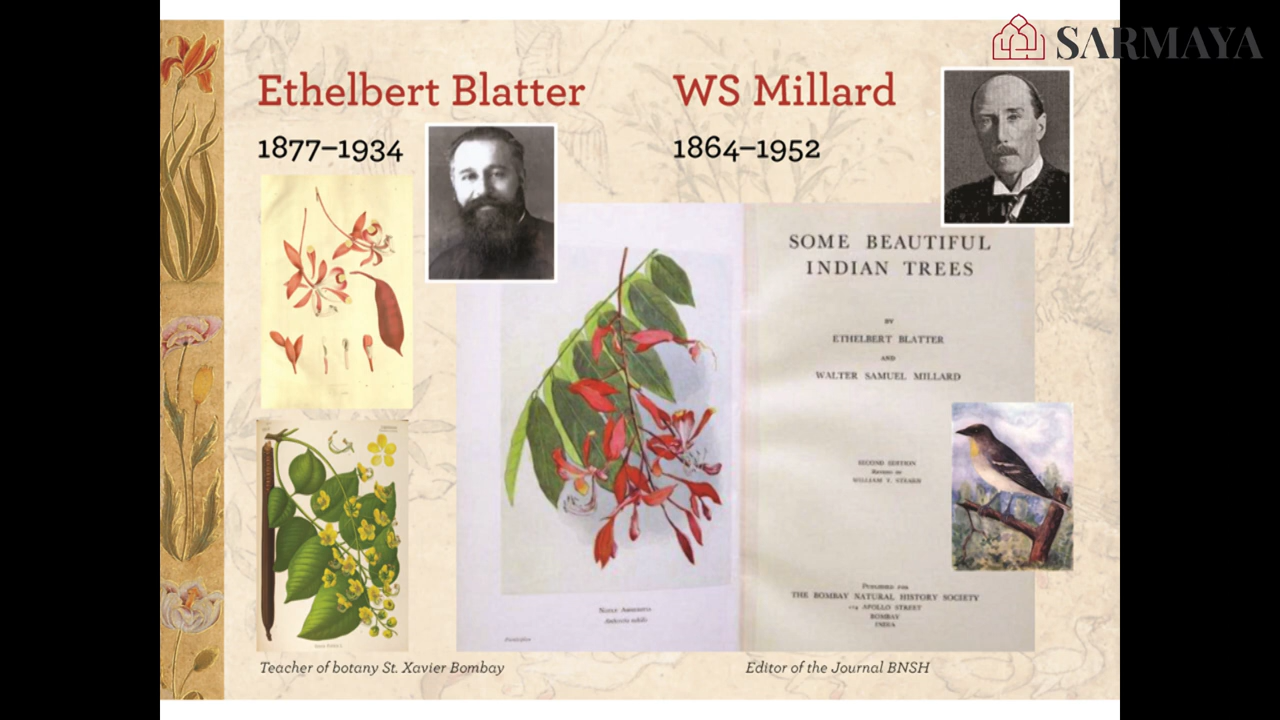 SARMAYA
Ethelbert Blatter
1877–1934
WS Millard
1864–1952
SOME BEAUTIFUL
INDIAN TREES
BY
ETHELBERT BLATTER
AND
WALTER SAMUEL MILLARD
SECOND EDITION
WILLIAM T. STEARN
PUBLISHED FOR
THE BOMBAY NATURAL HISTORY SOCIETY
114 APOLLO STREET
BOMBAY
INDIA
Teacher of botany St. Xavier Bombay
Editor of the Journal BNSH